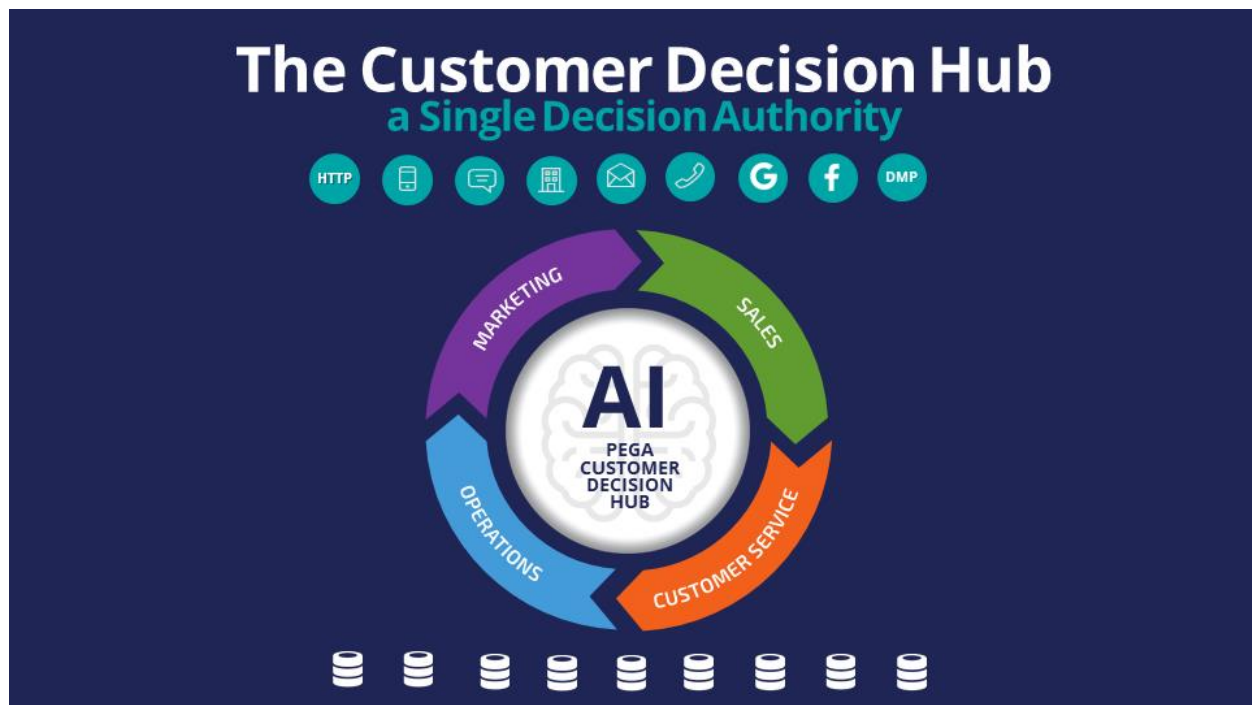 The Customer Decision Hub
a Single Decision Authority
HTTP
G
f
DMP
MARKETING
SALES
AI
PEGA
CUSTOMER
DECISION
HUB
OPERATIONS
CUSTOMER SERVICE